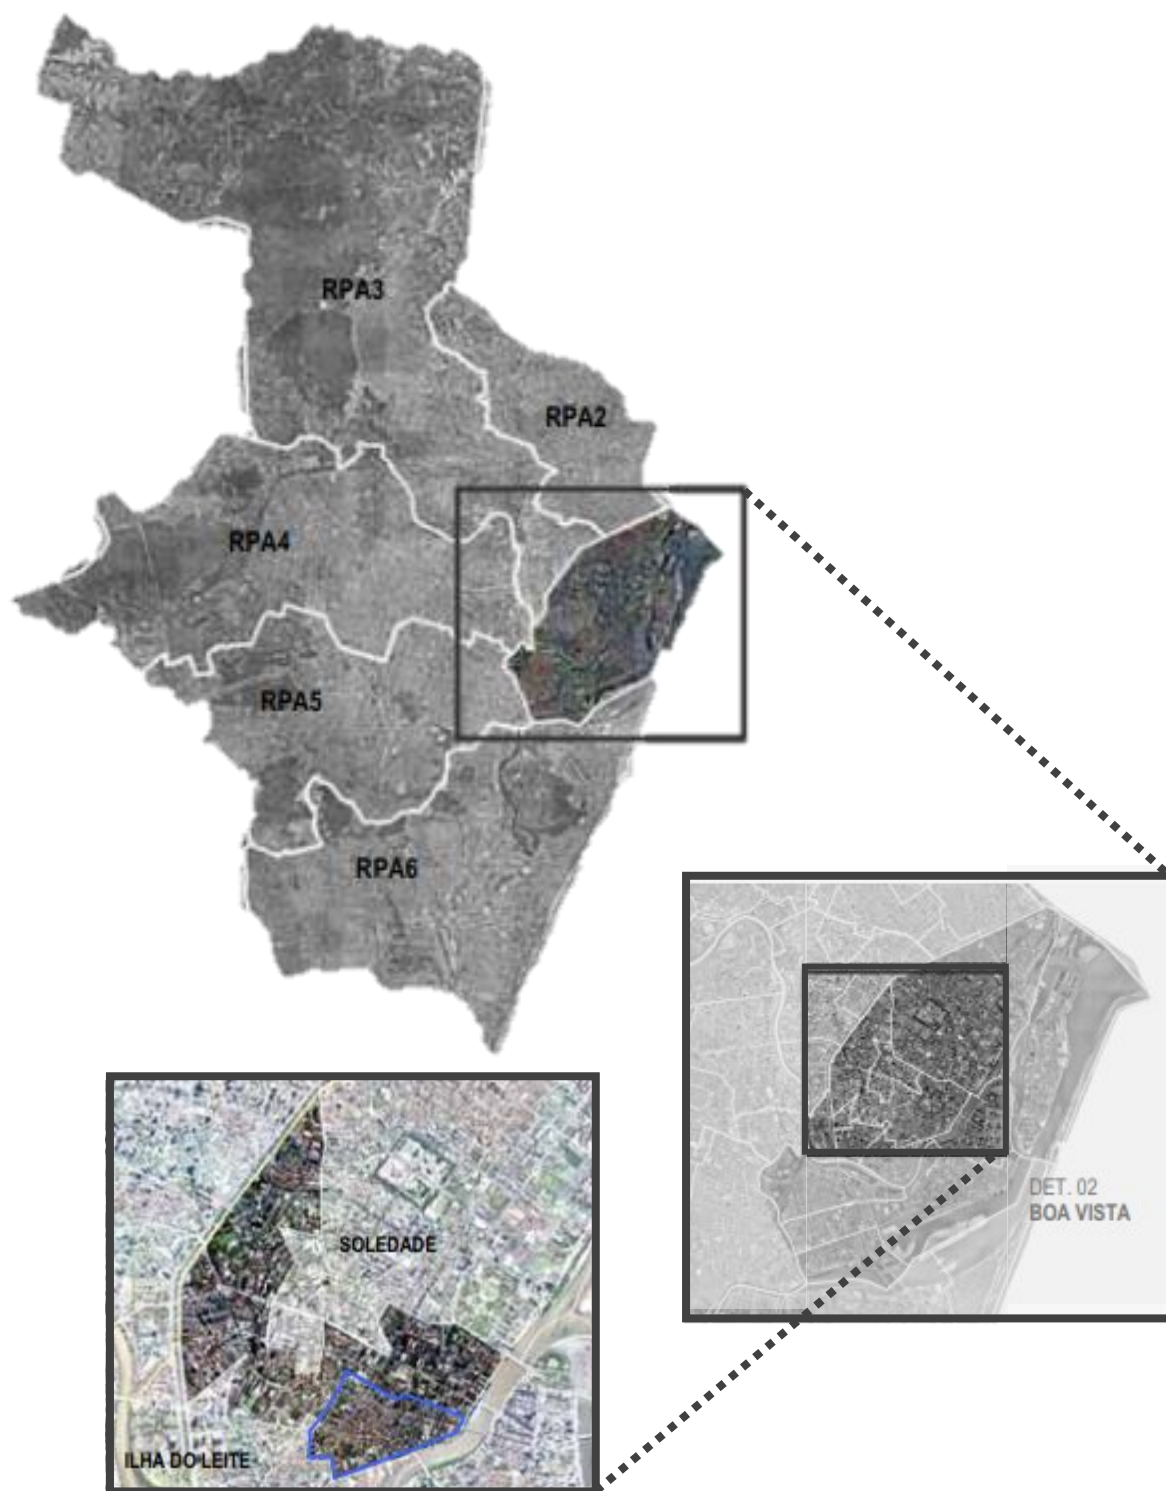 RPA3
RPA2
RPA4
RPA5
RPA6
DET. 02
BOA VISTA
SOLEDADE
ILHA DO LEITE